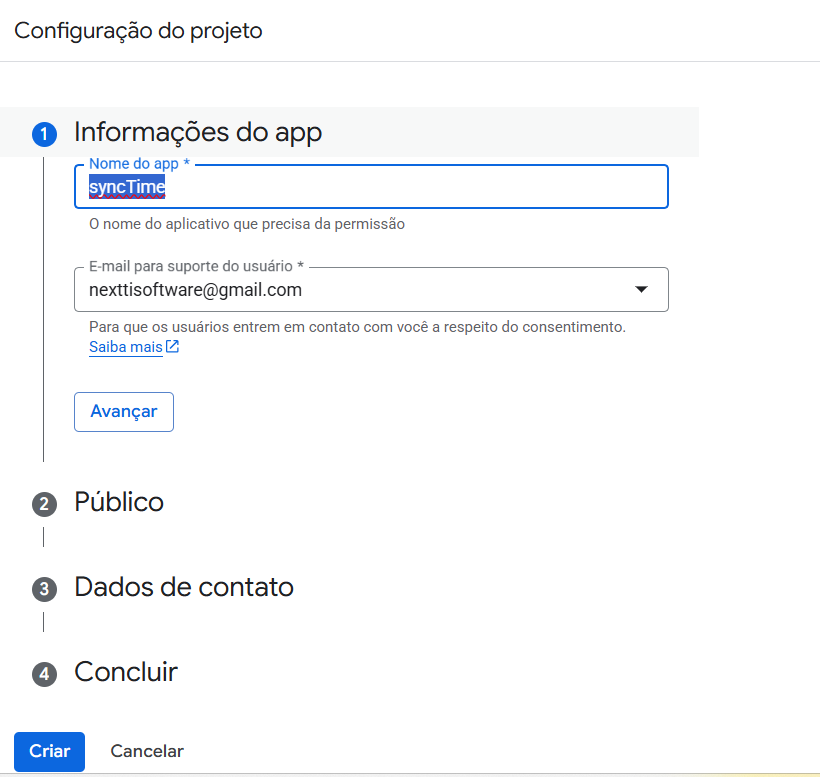 Configuração do projeto
1 Informações do app
Nome do app *
syncTime
O nome do aplicativo que precisa da permissão
E-mail para suporte do usuário *
nexttisoftware@gmail.com
Para que os usuários entrem em contato com você a respeito do consentimento.
Saiba mais
Avançar
2 Público
3 Dados de contato
4 Concluir
Criar Cancelar